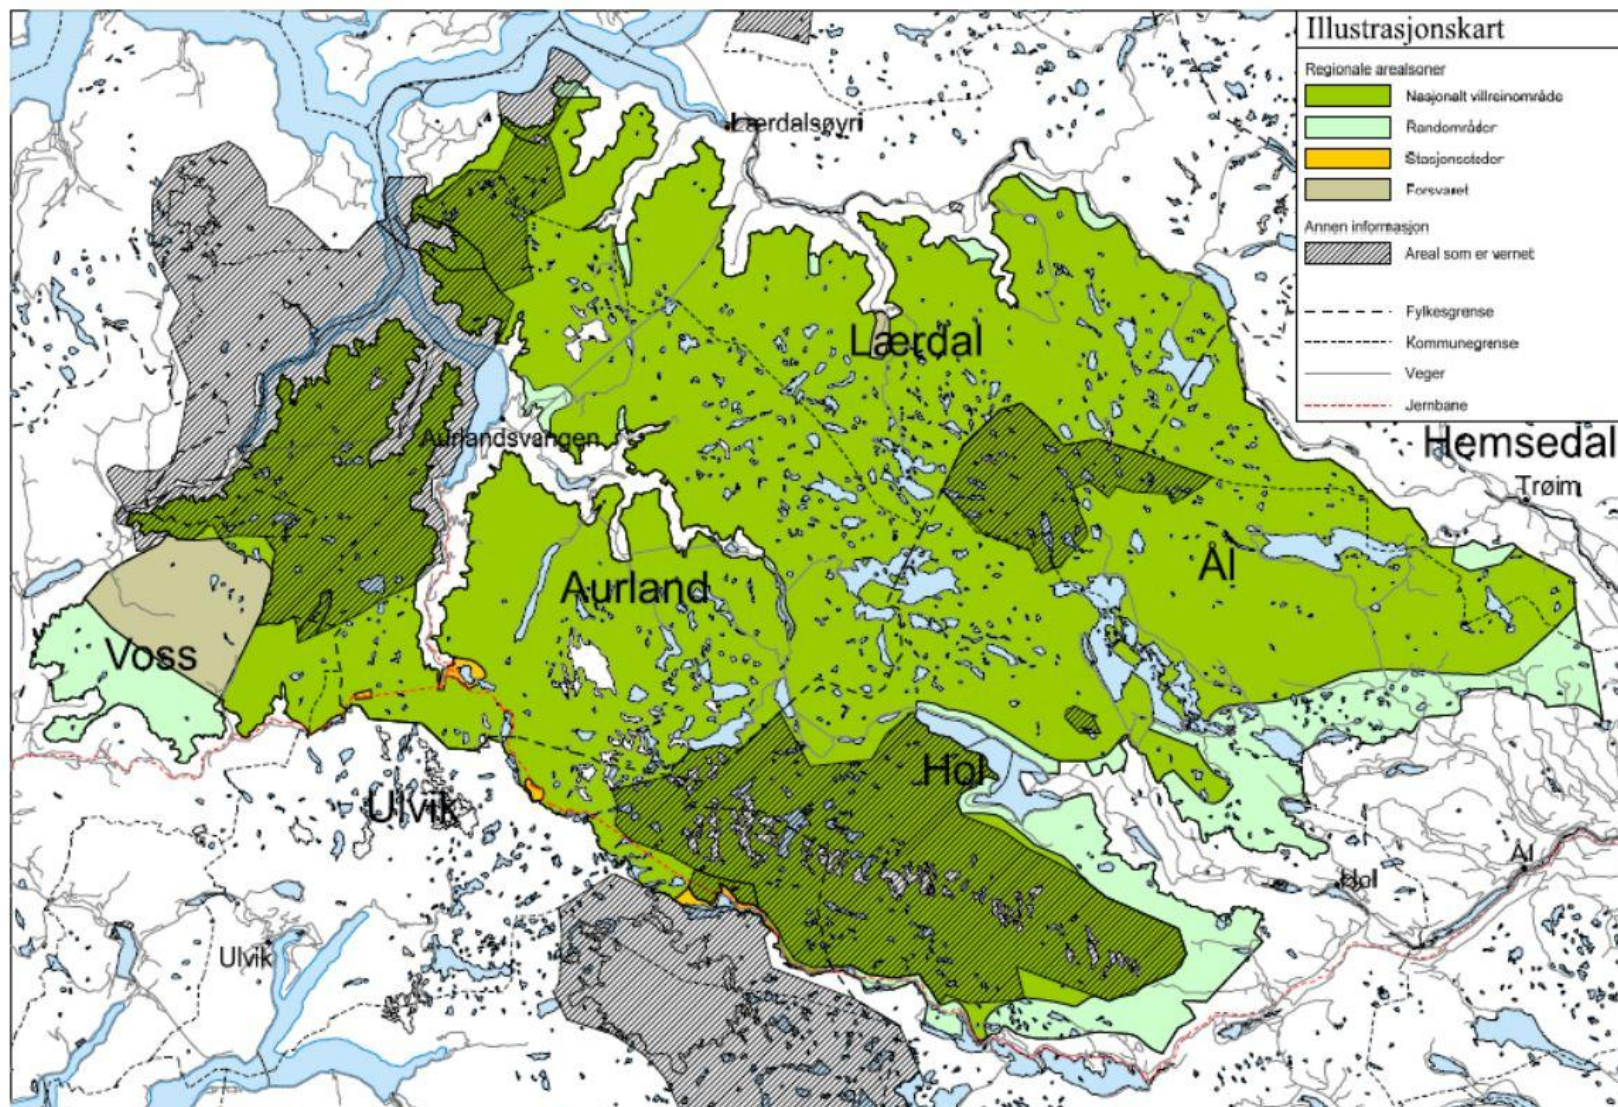 Illustrasjonskart
Regionale arealsoner
Nasjonalt villreinområde
Randområder
Stasjonssteder
Forsvaret
Annen informasjon
Areal som er vernet
Fylkesgrense
Kommunegrense
Veger
Jernbane
Lærdalsøyri
Lærdal
Aurlandsvangen
Hemsedal
Trøim
Aurland
Ål
Voss
Hol
Ulvik
Ål
Hol
Ulvik